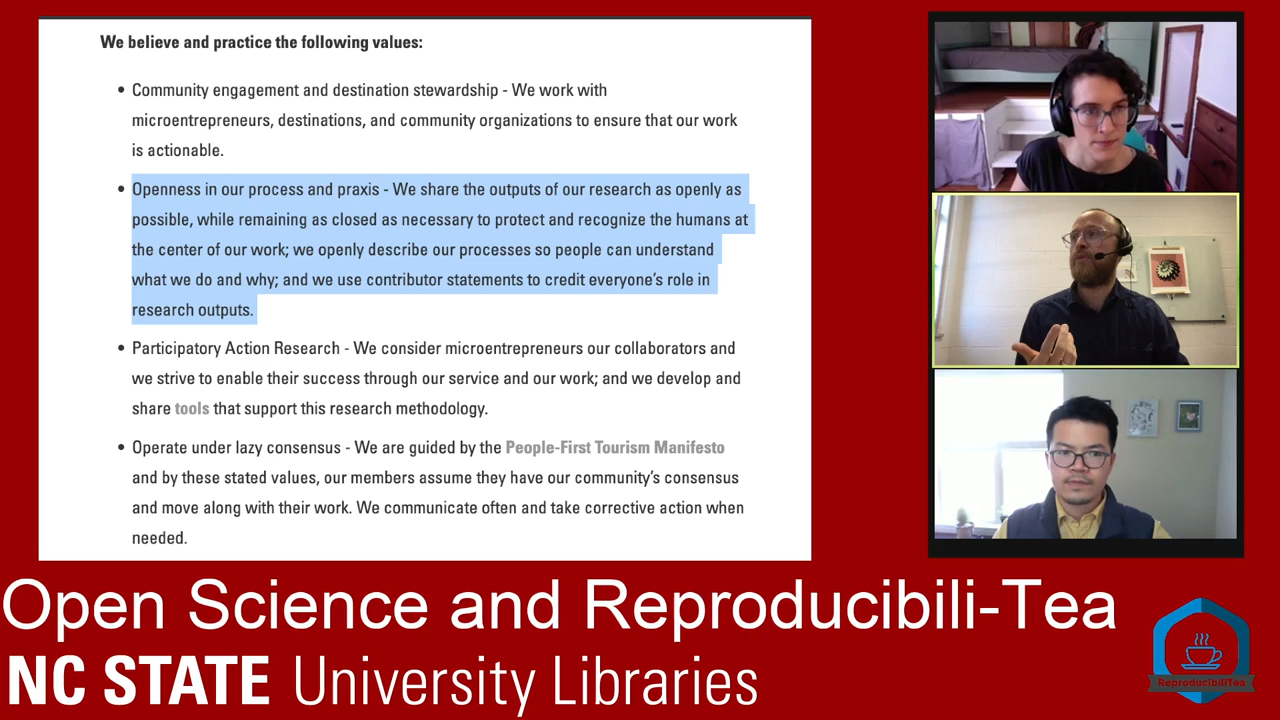 We believe and practice the following values:
• Community engagement and destination stewardship - We work with
microentrepreneurs, destinations, and community organizations to ensure that our work
is actionable.
• Openness in our process and praxis - We share the outputs of our research as openly as
possible, while remaining as closed as necessary to protect and recognize the humans at
the center of our work; we openly describe our processes so people can understand
what we do and why; and we use contributor statements to credit everyone's role in
research outputs.
• Participatory Action Research - We consider microentrepreneurs our collaborators and
we strive to enable their success through our service and our work; and we develop and
share tools that support this research methodology.
• Operate under lazy consensus - We are guided by the People-First Tourism Manifesto
and by these stated values, our members assume they have our community's consensus
and move along with their work. We communicate often and take corrective action when
needed.
Open Science and Reproducibili-Tea
NC STATE University Libraries
ReproducibiliTea